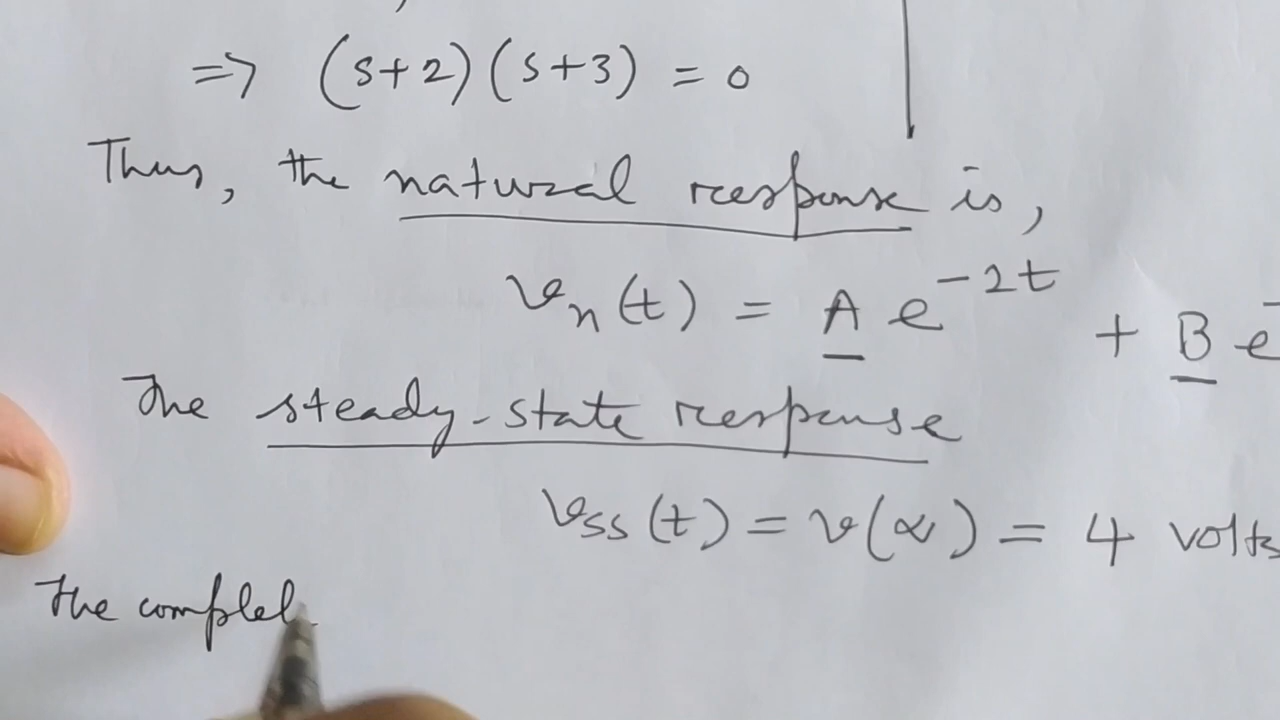 => (s+2)(s+3) = 0
Thus, the natural response is,
vn(t) = A e^-2t + B e^-
The steady-state response
vss(t) = v(∝) = 4 volts
The complet